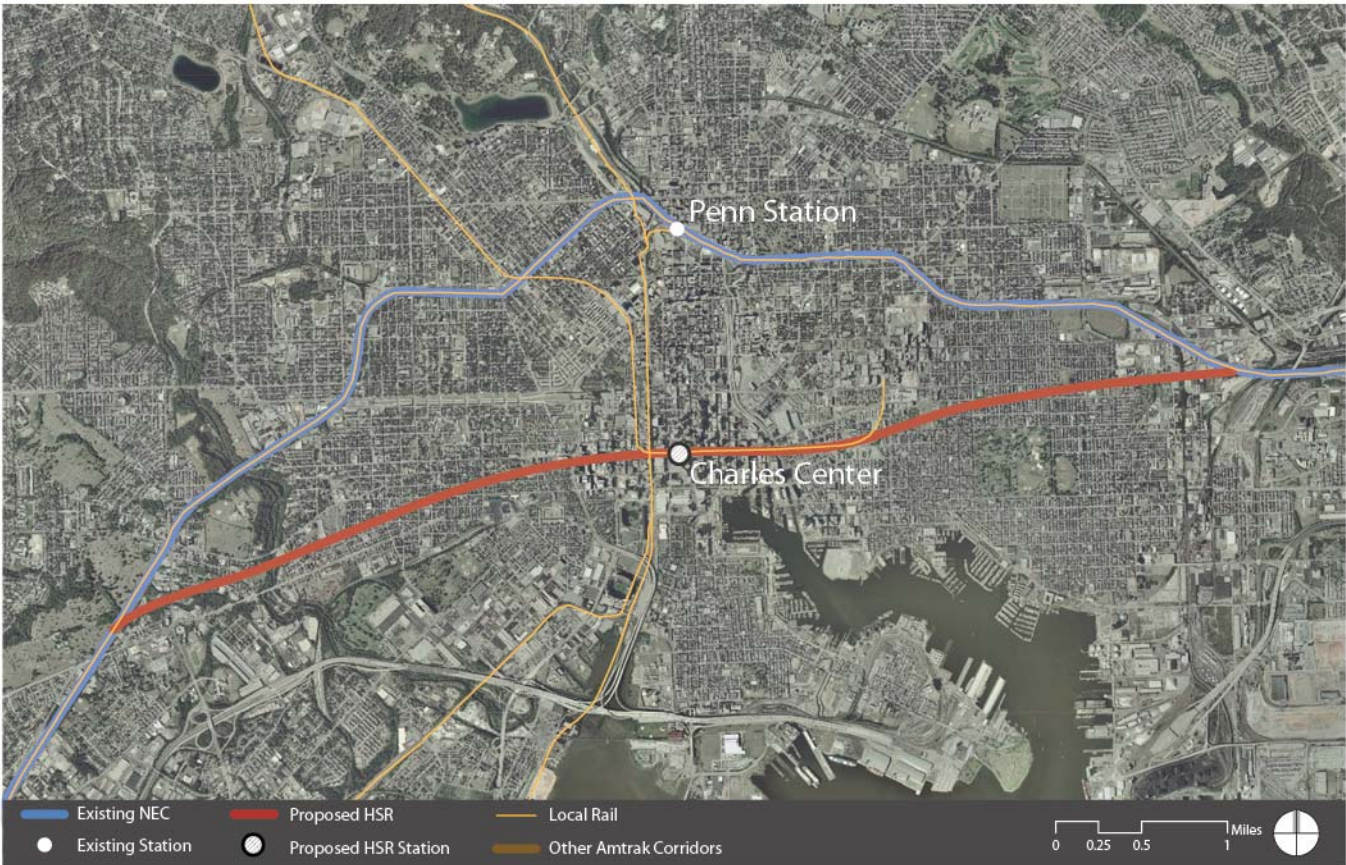 Penn Station
Charles Center
Existing NEC
Proposed HSR
Local Rail
Existing Station
Proposed HSR Station
Other Amtrak Corridors
Miles
0 0.25 0.5 1